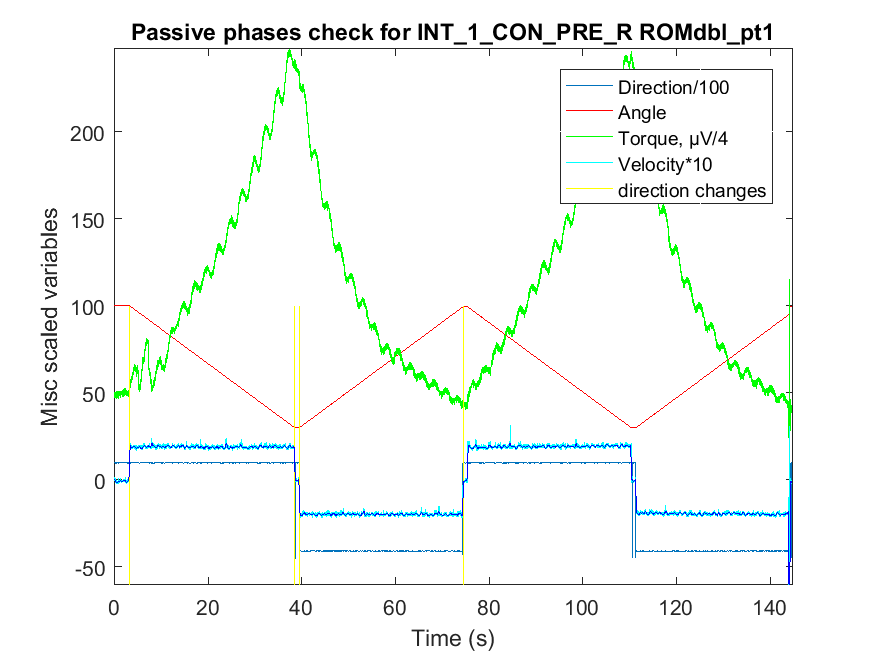 Passive phases check for INT_1_CON_PRE_R ROMdbl_pt1
Direction/100
Angle
Torque, µV/4
Velocity*10
direction changes
Misc scaled variables
200
150
100
50
0
-50
0 20 40 60 80 100 120 140
Time (s)